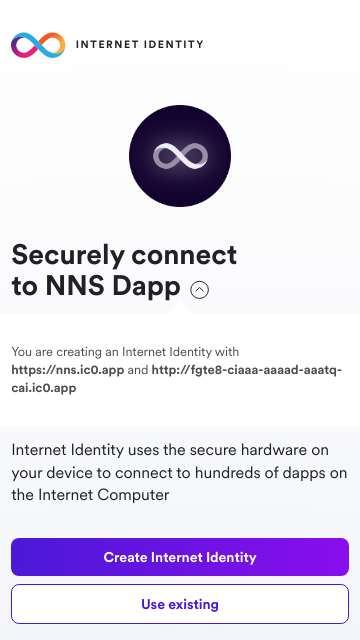 INTERNET IDENTITY
Securely connect
to NNS Dapp
You are creating an Internet Identity with
https://nns.ic0.app and http://fgte8-ciaaa-aaaad-aaatq-
cai.ic0.app
Internet Identity uses the secure hardware on
your device to connect to hundreds of dapps on
the Internet Computer
Create Internet Identity
Use existing